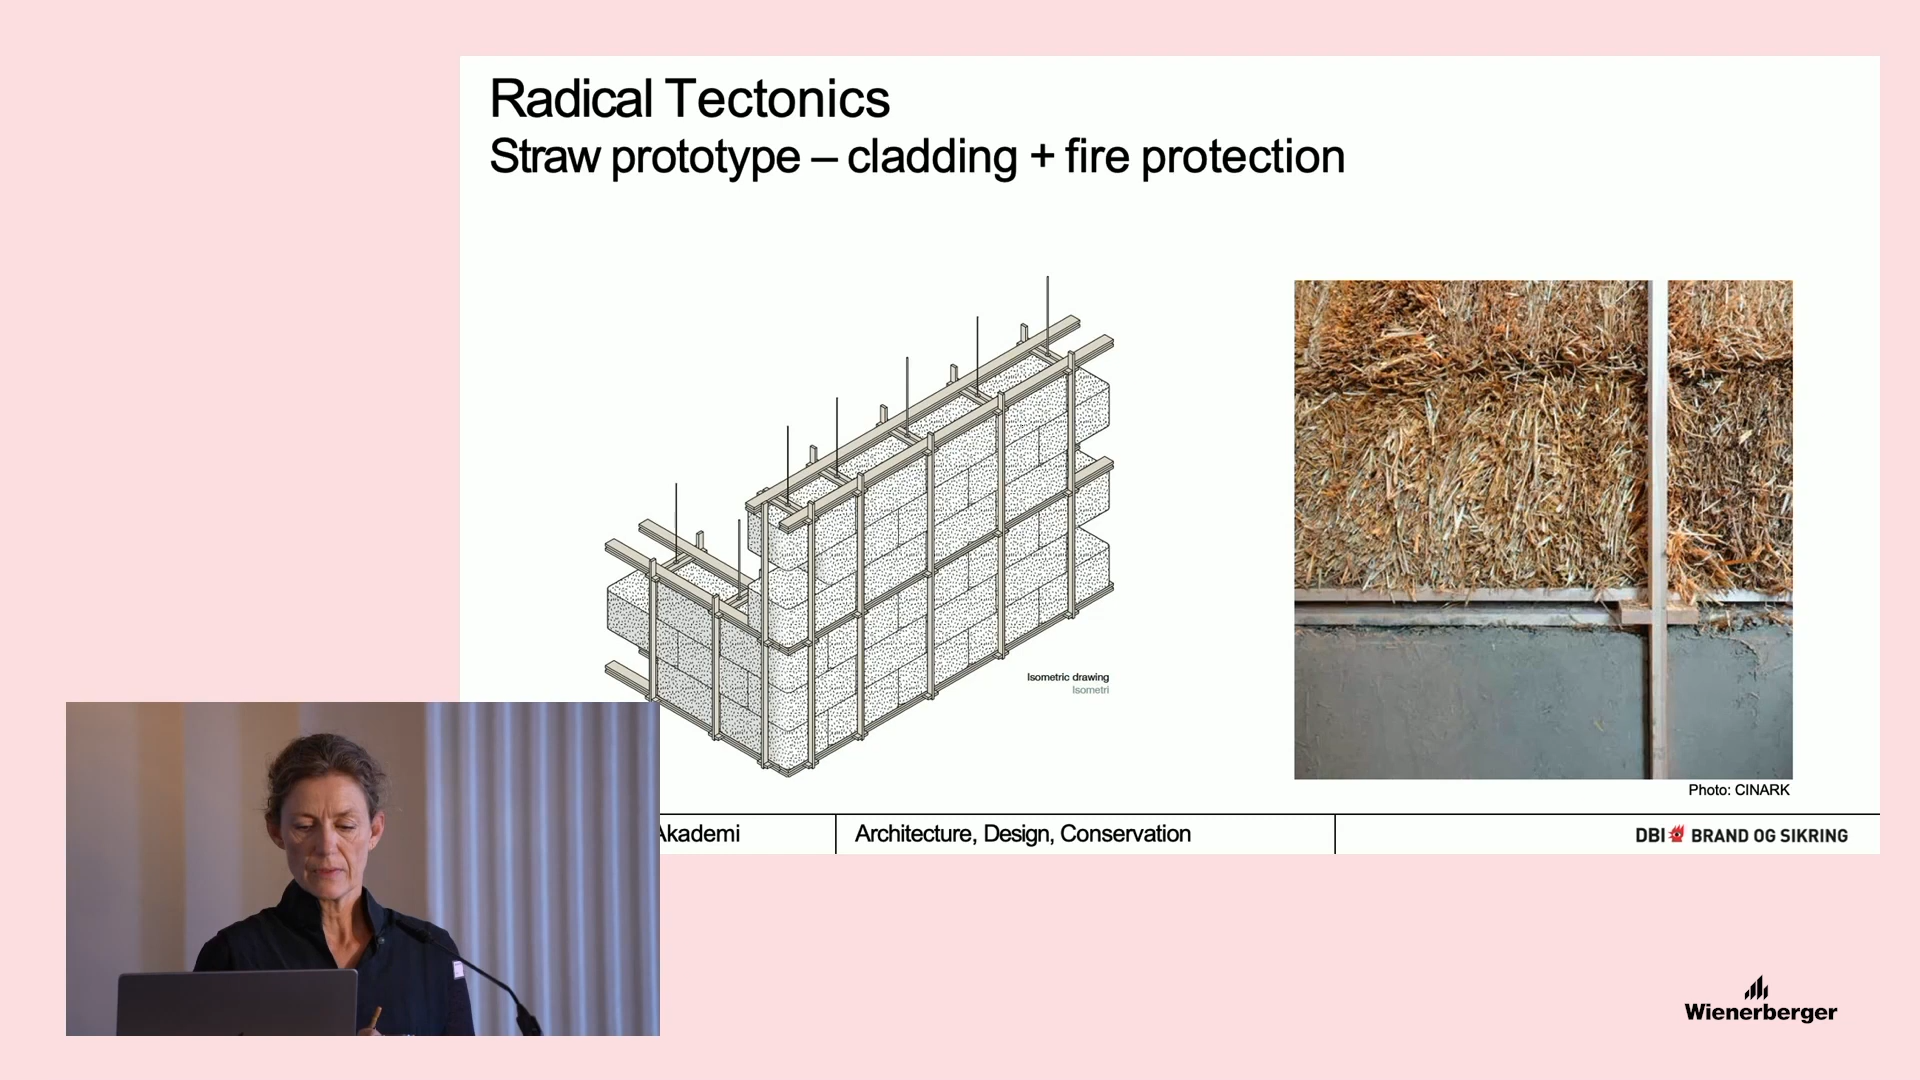 Radical Tectonics
Straw prototype – cladding + fire protection
Isometric drawing
Isometri
Photo: CINARK
Akademi
Architecture, Design, Conservation
DBI BRAND OG SIKRING
Wienerberger